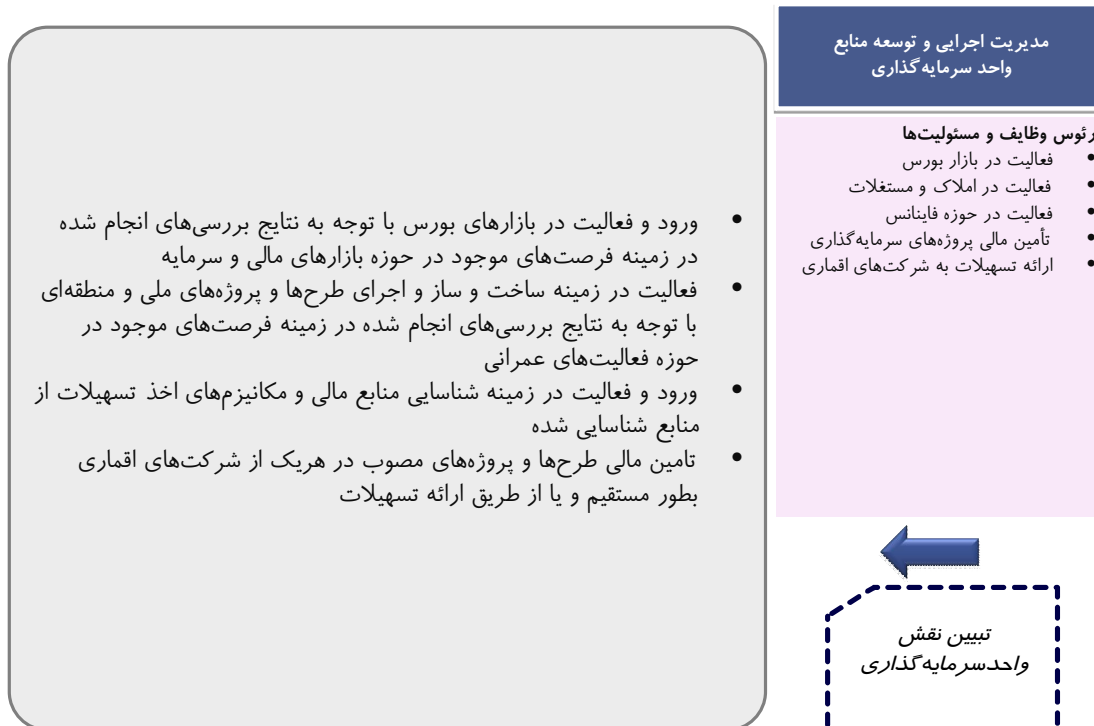 مدیریت اجرایی و توسعه منابع
واحد سرمایه‌گذاری
رئوس وظایف و مسئولیت‌ها
• فعالیت در بازار بورس
• فعالیت در املاک و مستغلات
• فعالیت در حوزه فاینانس
• تأمین مالی پروژه‌های سرمایه‌گذاری
• ارائه تسهیلات به شرکت‌های اقماری
تبیین نقش
واحدسرمایه‌گذاری
• ورود و فعالیت در بازارهای بورس با توجه به نتایج بررسی‌های انجام شده
در زمینه فرصت‌های موجود در حوزه بازارهای مالی و سرمایه
• فعالیت در زمینه ساخت و ساز و اجرای طرح‌ها و پروژه‌های ملی و منطقه‌ای
با توجه به نتایج بررسی‌های انجام شده در زمینه فرصت‌های موجود در
حوزه فعالیت‌های عمرانی
• ورود و فعالیت در زمینه شناسایی منابع مالی و مکانیزم‌های اخذ تسهیلات از
منابع شناسایی شده
• تامین مالی طرح‌ها و پروژه‌های مصوب در هریک از شرکت‌های اقماری
بطور مستقیم و یا از طریق ارائه تسهیلات